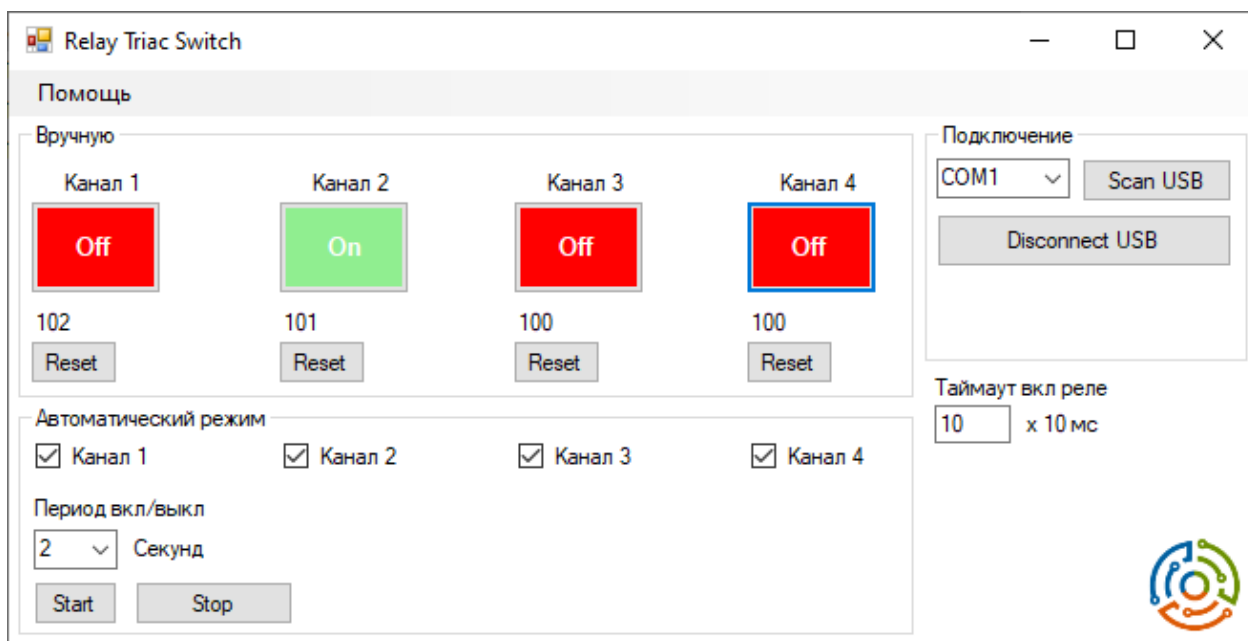 Relay Triac Switch
Помощь
Вручную
Канал 1 Канал 2 Канал 3 Канал 4
Off On Off Off
102 101 100 100
Reset Reset Reset Reset
Автоматический режим
Канал 1 Канал 2 Канал 3 Канал 4
Период вкл/выкл
2 Секунд
Start Stop
Подключение
COM1 Scan USB
Disconnect USB
Таймаут вкл реле
10 x 10 мс